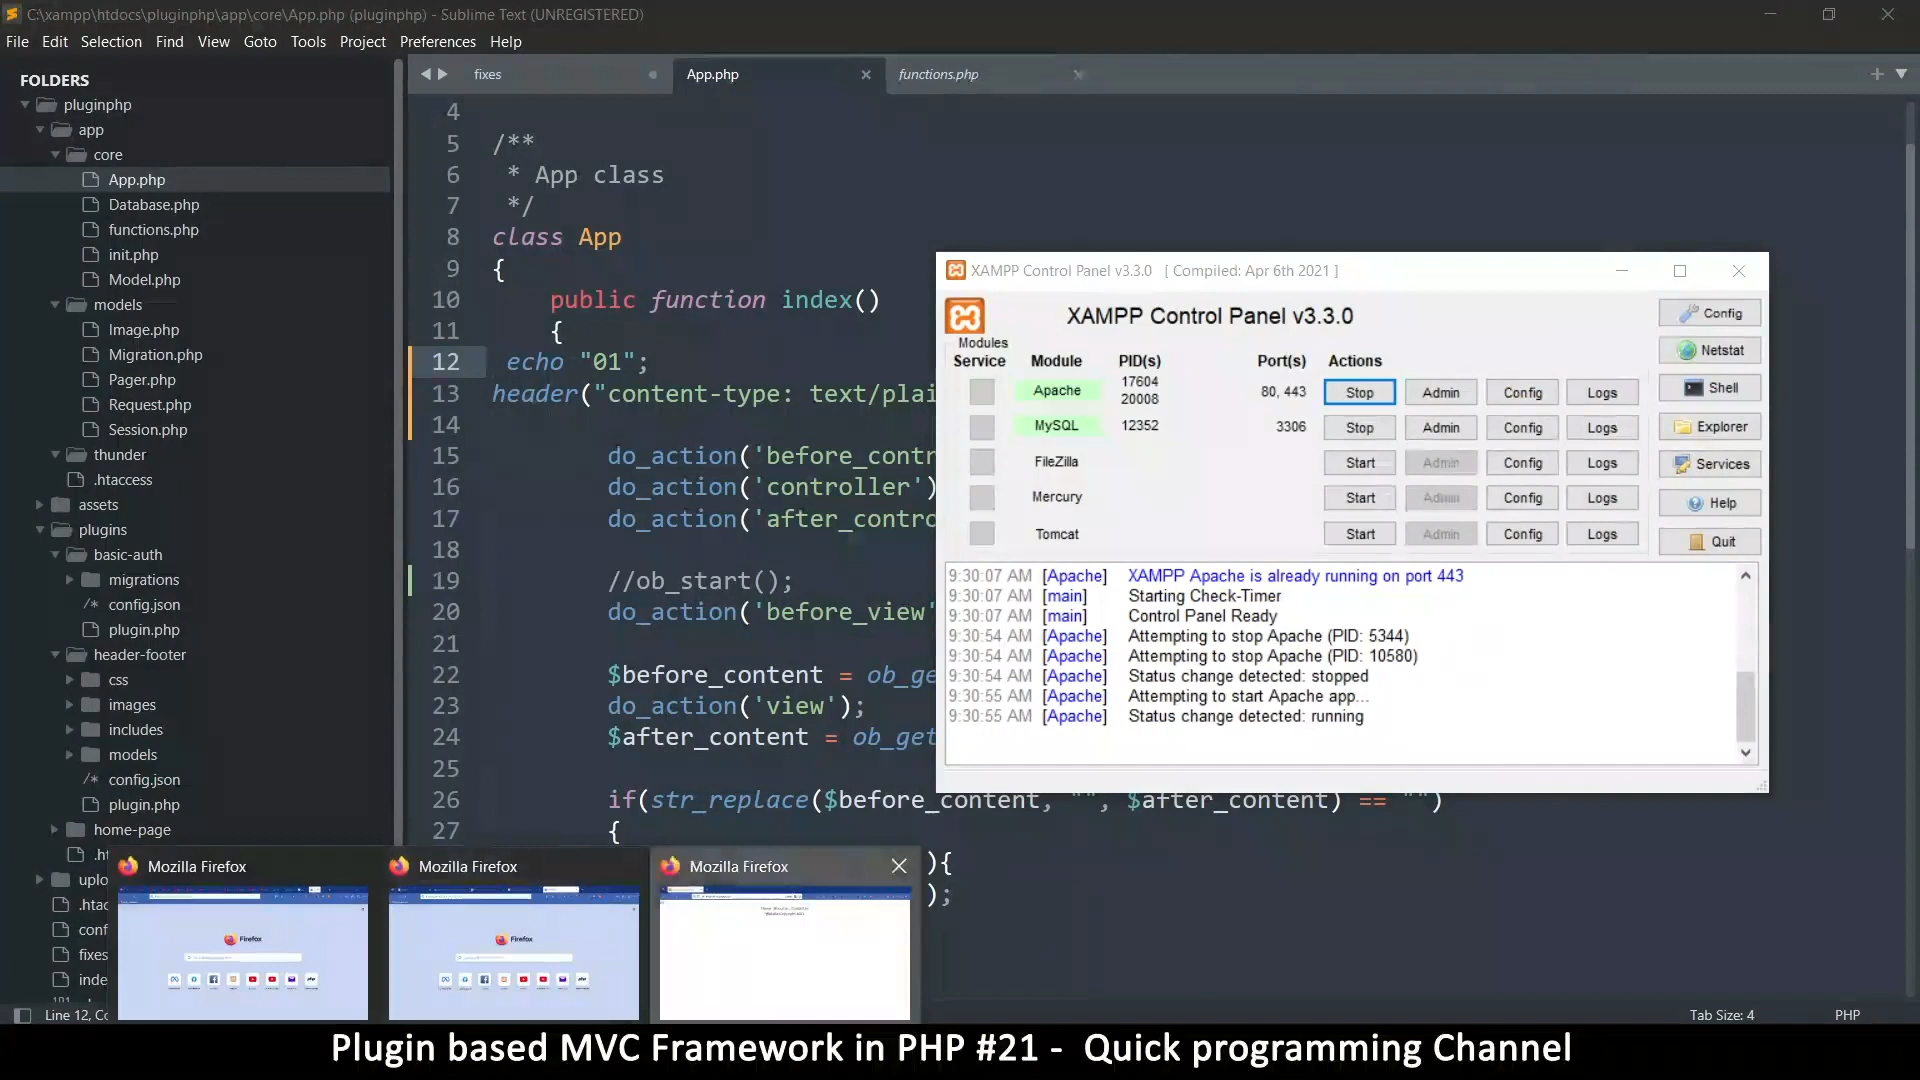 C:\xampp\htdocs\pluginphp\app\core\App.php (pluginphp) - Sublime Text (UNREGISTERED)
File Edit Selection Find View Goto Tools Project Preferences Help
FOLDERS
pluginphp
app
core
App.php
Database.php
functions.php
init.php
Model.php
models
Image.php
Migration.php
Pager.php
Request.php
Session.php
thunder
.htaccess
assets
plugins
basic-auth
migrations
config.json
plugin.php
header-footer
css
images
includes
models
config.json
plugin.php
home-page
.ht
uplo
.htac
conf
fixes
inde
fixes App.php functions.php
4
5 /**
6 * App class
7 */
8 class App
9 {
10 public function index()
11 {
12 echo "01";
13 header("content-type: text/plai
14
15 do_action('before_contr
16 do_action('controller')
17 do_action('after_contro
18
19 //ob_start();
20 do_action('before_view'
21
22 $before_content = ob_ge
23 do_action('view');
24 $after_content = ob_get
25
26 if(str_replace($before_content, "", $after_content) == "")
27 {
){
);
XAMPP Control Panel v3.3.0 [ Compiled: Apr 6th 2021 ]
XAMPP Control Panel v3.3.0
Config
Netstat
Shell
Explorer
Services
Help
Quit
Modules
Service Module PID(s) Port(s) Actions
Apache 17604 20008 80, 443 Stop Admin Config Logs
MySQL 12352 3306 Stop Admin Config Logs
FileZilla Start Admin Config Logs
Mercury Start Admin Config Logs
Tomcat Start Admin Config Logs
9:30:07 AM [Apache] XAMPP Apache is already running on port 443
9:30:07 AM [main] Starting Check-Timer
9:30:07 AM [main] Control Panel Ready
9:30:54 AM [Apache] Attempting to stop Apache (PID: 5344)
9:30:54 AM [Apache] Attempting to stop Apache (PID: 10580)
9:30:54 AM [Apache] Status change detected: stopped
9:30:55 AM [Apache] Attempting to start Apache app...
9:30:55 AM [Apache] Status change detected: running
Mozilla Firefox
Mozilla Firefox
Mozilla Firefox
Firefox
Firefox
Line 12, Co
Tab Size: 4
PHP
Plugin based MVC Framework in PHP #21 - Quick programming Channel